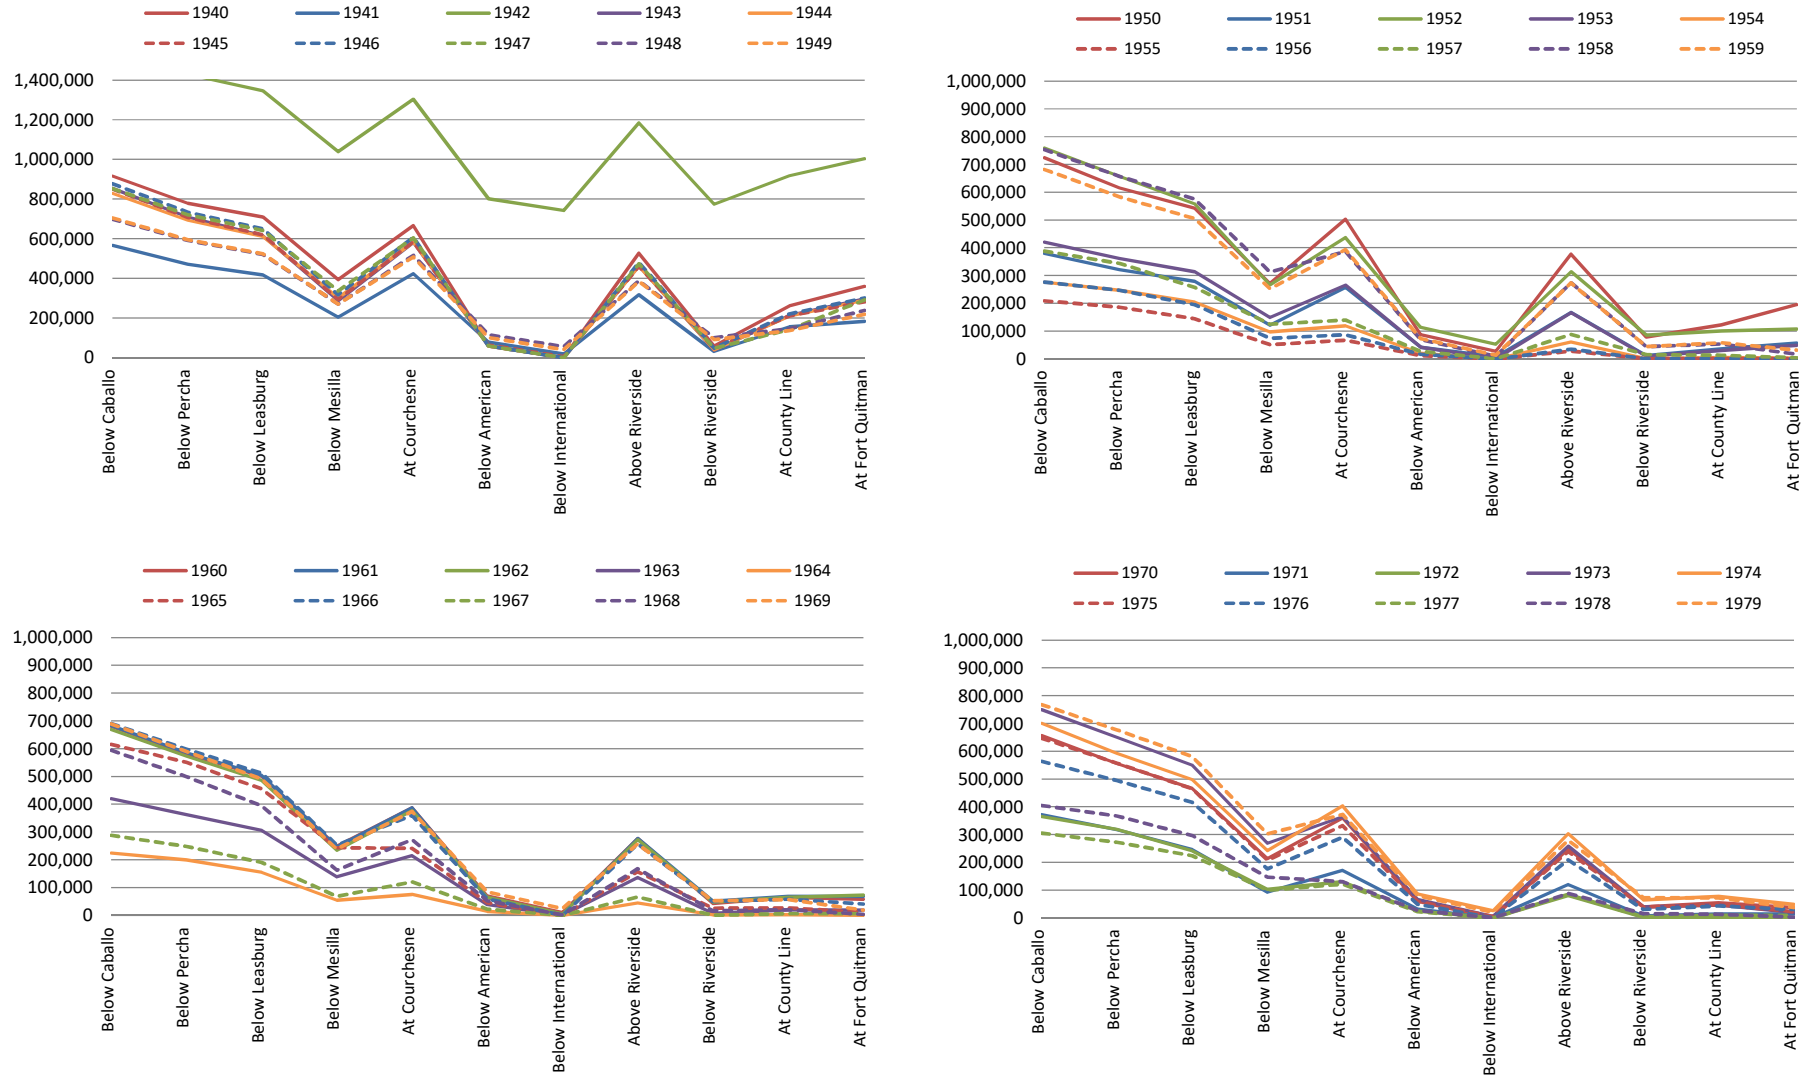 1940 1941 1942 1943 1944
1945 1946 1947 1948 1949
1,400,000
1,200,000
1,000,000
800,000
600,000
400,000
200,000
0
Below Caballo
Below Percha
Below Leasburg
Below Mesilla
At Courchesne
Below American
Below International
Above Riverside
Below Riverside
At County Line
At Fort Quitman
1950 1951 1952 1953 1954
1955 1956 1957 1958 1959
1,000,000
900,000
800,000
700,000
600,000
500,000
400,000
300,000
200,000
100,000
0
Below Caballo
Below Percha
Below Leasburg
Below Mesilla
At Courchesne
Below American
Below International
Above Riverside
Below Riverside
At County Line
At Fort Quitman
1960 1961 1962 1963 1964
1965 1966 1967 1968 1969
1,000,000
900,000
800,000
700,000
600,000
500,000
400,000
300,000
200,000
100,000
0
Below Caballo
Below Percha
Below Leasburg
Below Mesilla
At Courchesne
Below American
Below International
Above Riverside
Below Riverside
At County Line
At Fort Quitman
1970 1971 1972 1973 1974
1975 1976 1977 1978 1979
1,000,000
900,000
800,000
700,000
600,000
500,000
400,000
300,000
200,000
100,000
0
Below Caballo
Below Percha
Below Leasburg
Below Mesilla
At Courchesne
Below American
Below International
Above Riverside
Below Riverside
At County Line
At Fort Quitman